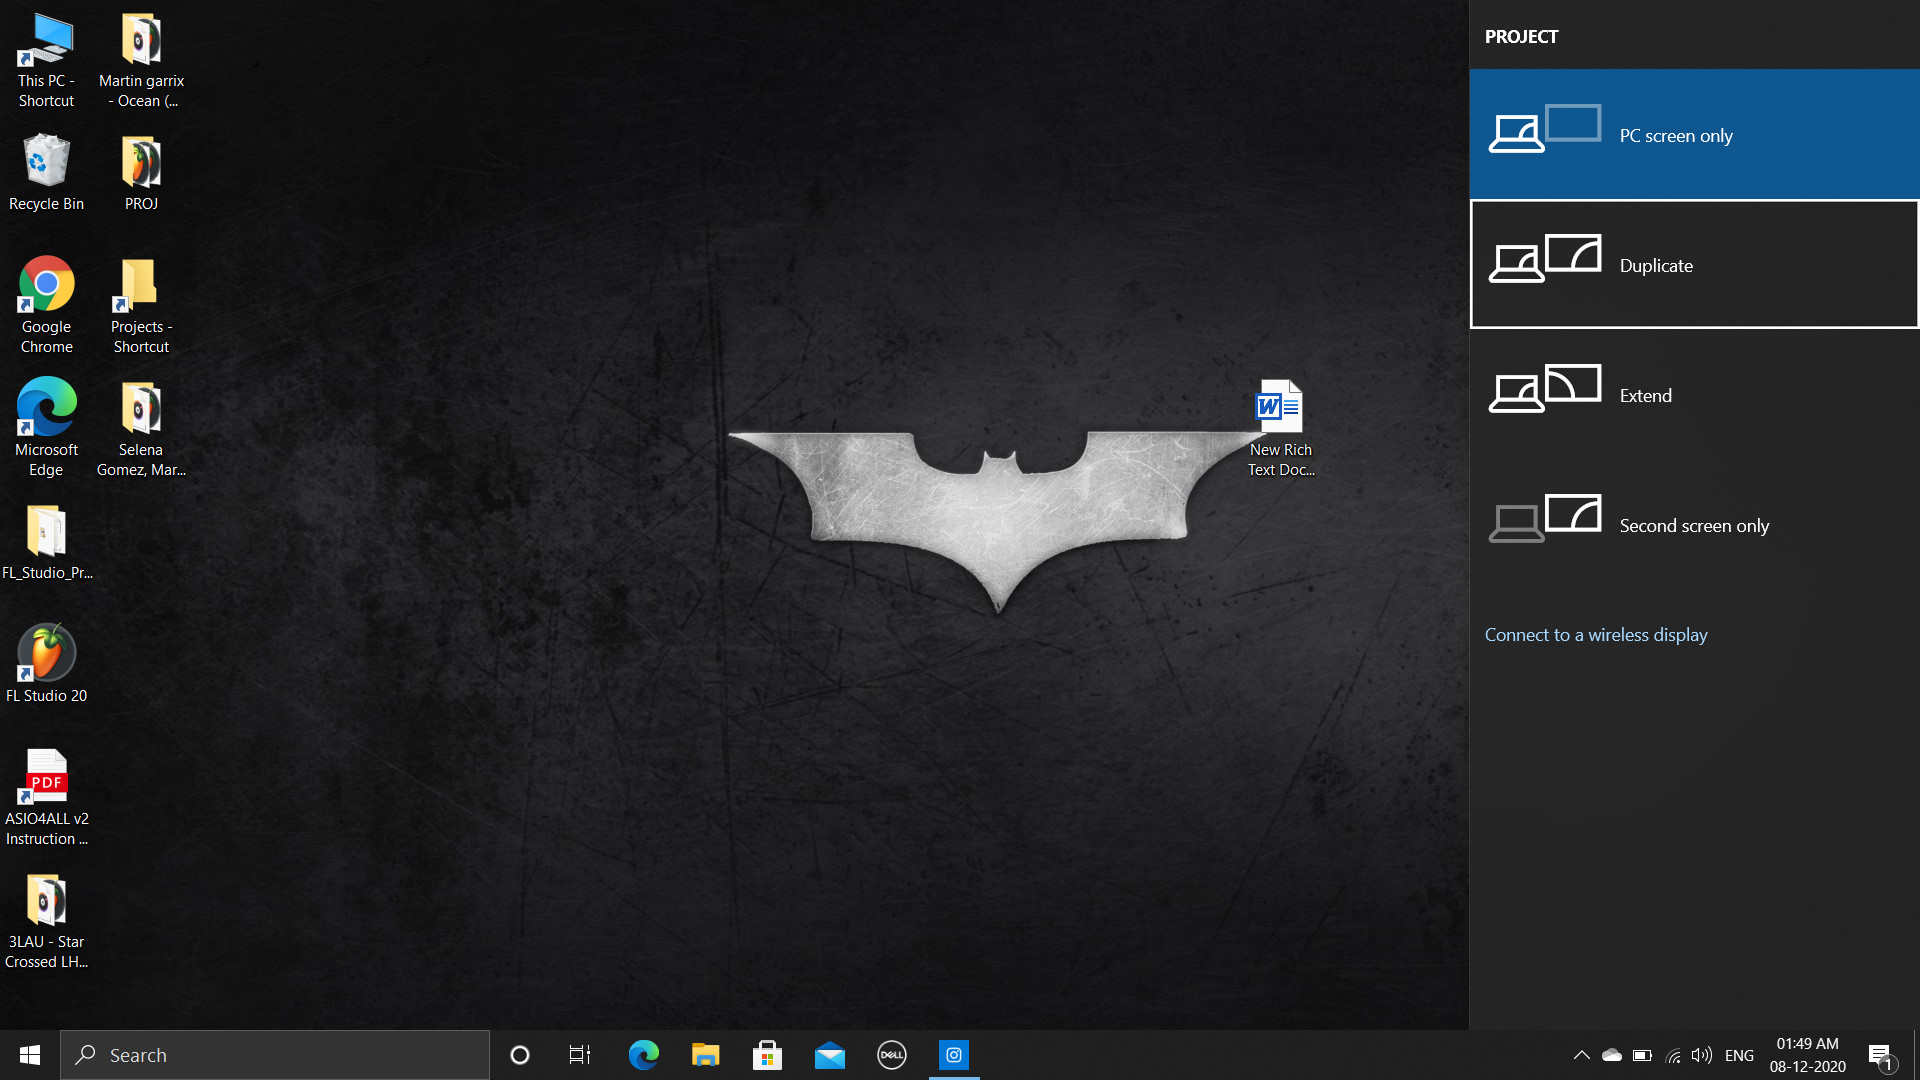 This PC -
Shortcut
Martin garrix
- Ocean (...
Recycle Bin
PROJ
Google
Chrome
Projects -
Shortcut
Microsoft
Edge
Selena
Gomez, Mar...
FL_Studio_Pr...
FL Studio 20
PDF
ASIO4ALL v2
Instruction ...
3LAU - Star
Crossed LH...
W
New Rich
Text Doc...
PROJECT
PC screen only
Duplicate
Extend
Second screen only
Connect to a wireless display
Search
DELL
ENG
01:49 AM
08-12-2020
1